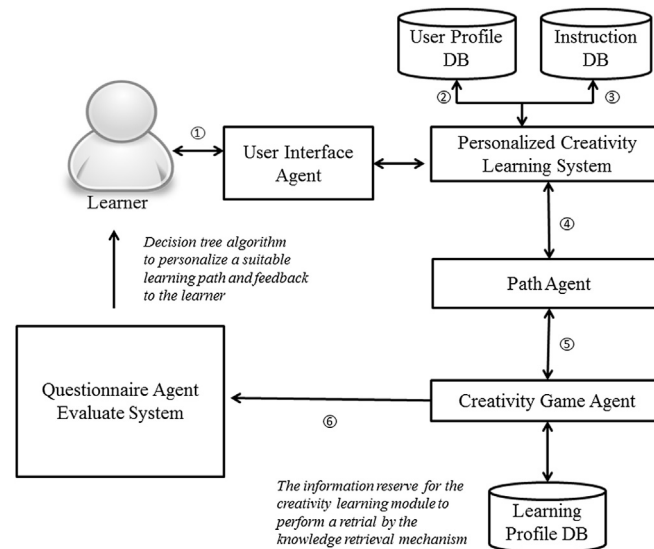 User Profile
DB
Instruction
DB
②
③
①
User Interface
Agent
Personalized Creativity
Learning System
Learner
④
Decision tree algorithm
to personalize a suitable
learning path and feedback
to the learner
Path Agent
⑤
Questionnaire Agent
Evaluate System
Creativity Game Agent
⑥
The information reserve for the
creativity learning module to
perform a retrial by the
knowledge retrieval mechanism
Learning
Profile DB